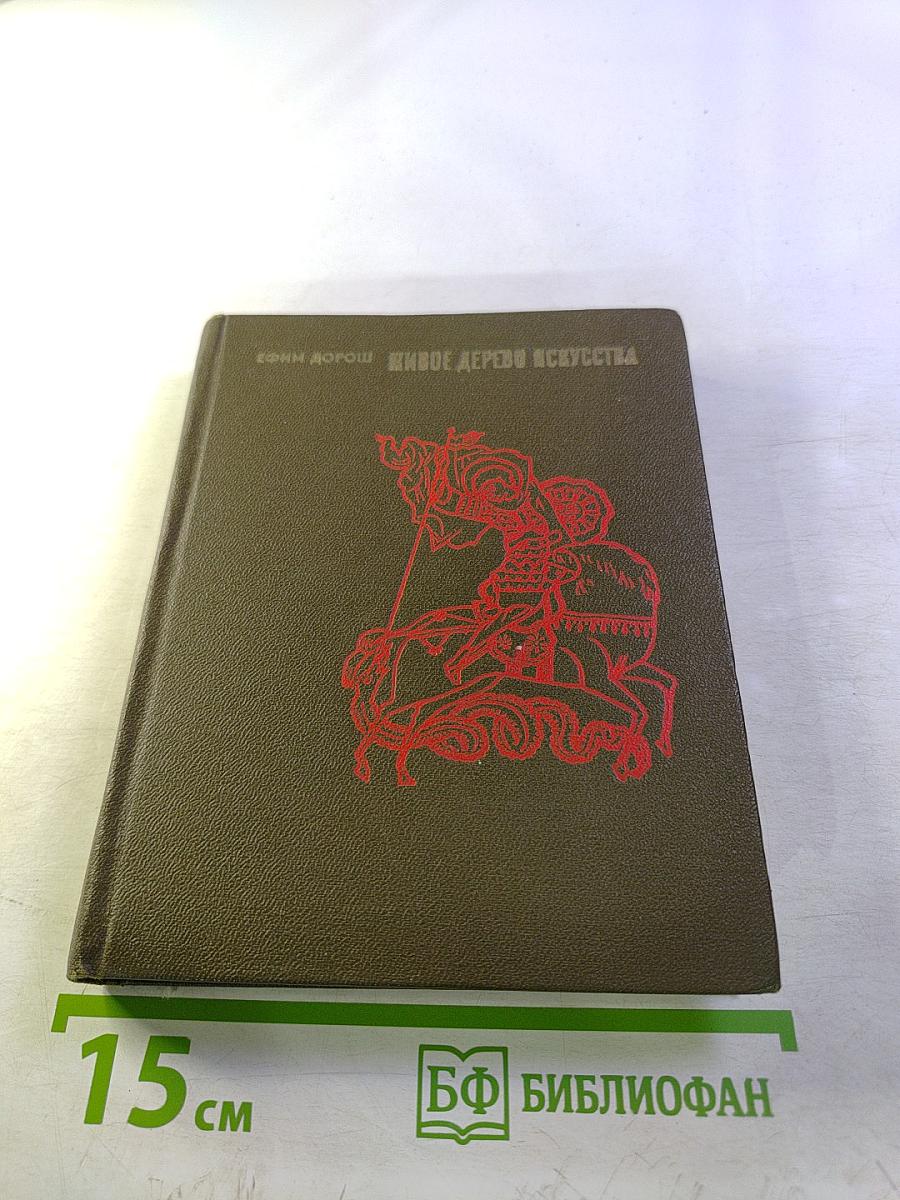 ЕФИМ ДОРОШ ЖИВОЕ ДЕРЕВО ИСКУССТВА
15 см
БФ БИБЛИОФАН